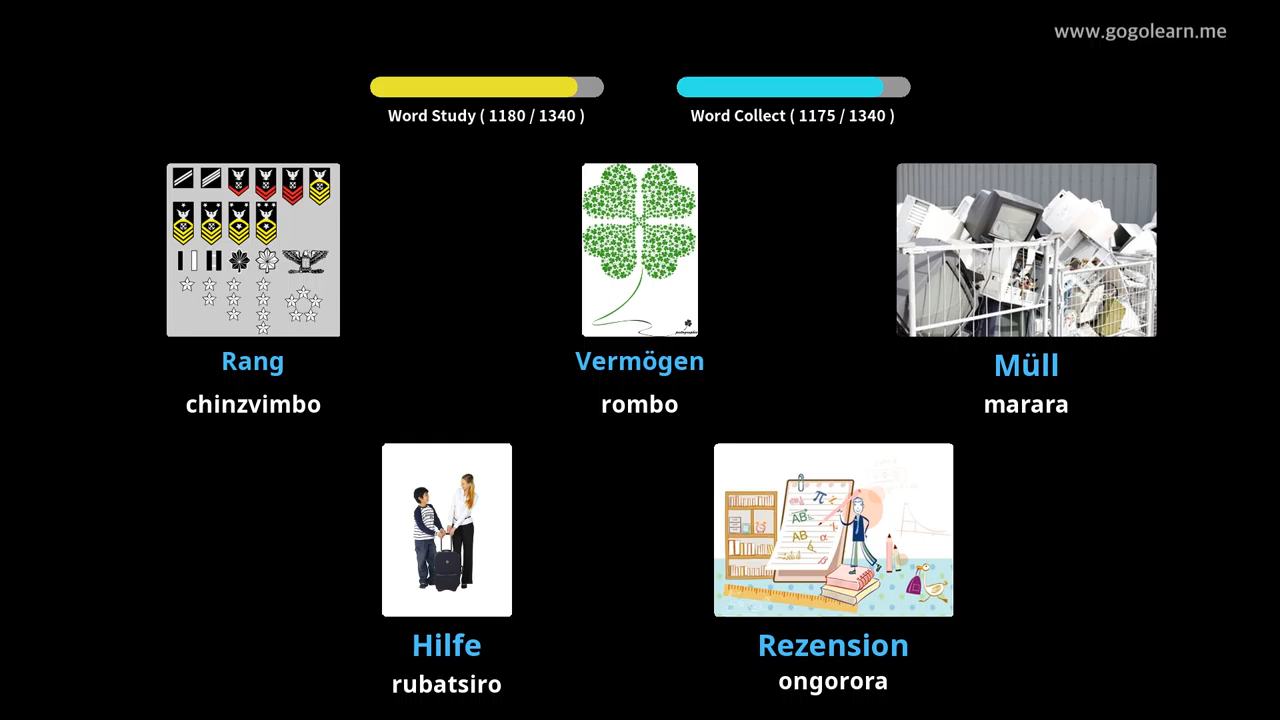 www.gogolearn.me
Word Study ( 1180 / 1340 )
Word Collect ( 1175 / 1340 )
Rang
chinzvimbo
Vermögen
rombo
Müll
marara
Hilfe
rubatsiro
Rezension
ongorora